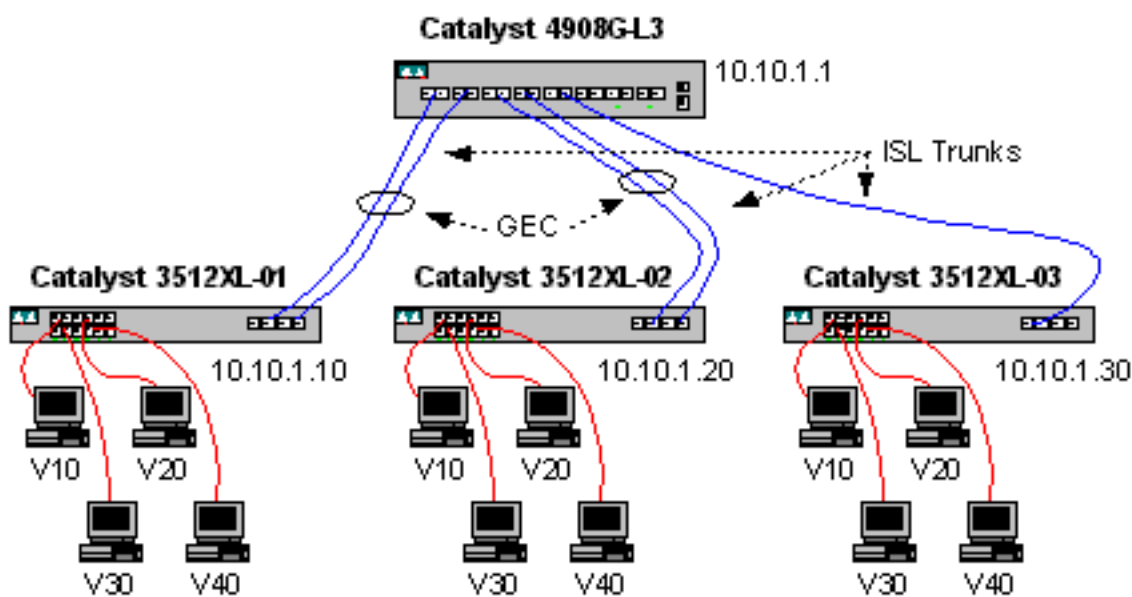 Catalyst 4908G-L3
10.10.1.1
ISL Trunks
GEC
Catalyst 3512XL-01
Catalyst 3512XL-02
Catalyst 3512XL-03
10.10.1.10
10.10.1.20
10.10.1.30
V10
V20
V10
V20
V10
V20
V30
V40
V30
V40
V30
V40